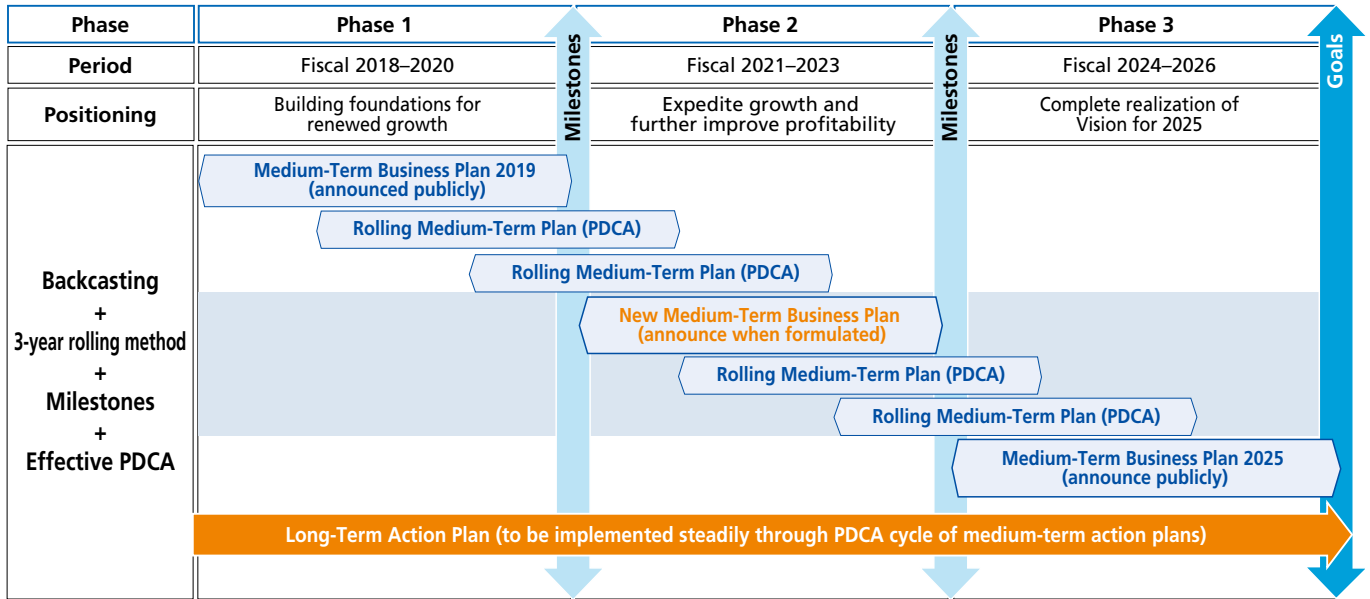 Phase
Phase 1
Phase 2
Phase 3
Period
Fiscal 2018–2020
Fiscal 2021–2023
Fiscal 2024–2026
Positioning
Building foundations for
renewed growth
Expedite growth and
further improve profitability
Complete realization of
Vision for 2025
Milestones
Milestones
Goals
Backcasting
+
3-year rolling method
+
Milestones
+
Effective PDCA
Medium-Term Business Plan 2019
(announced publicly)
Rolling Medium-Term Plan (PDCA)
Rolling Medium-Term Plan (PDCA)
New Medium-Term Business Plan
(announce when formulated)
Rolling Medium-Term Plan (PDCA)
Rolling Medium-Term Plan (PDCA)
Medium-Term Business Plan 2025
(announce publicly)
Long-Term Action Plan (to be implemented steadily through PDCA cycle of medium-term action plans)